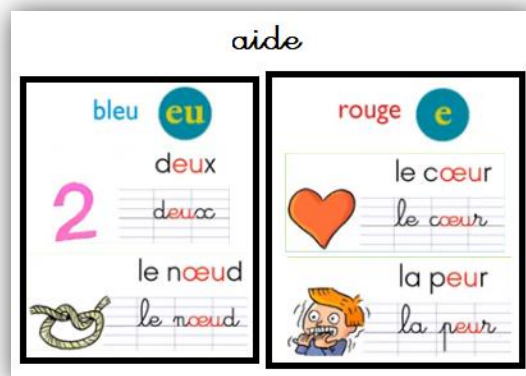 aide
bleu eu
deux
2
deux
le nœud
le nœud
rouge e
le cœur
le cœur
la peur
la peur